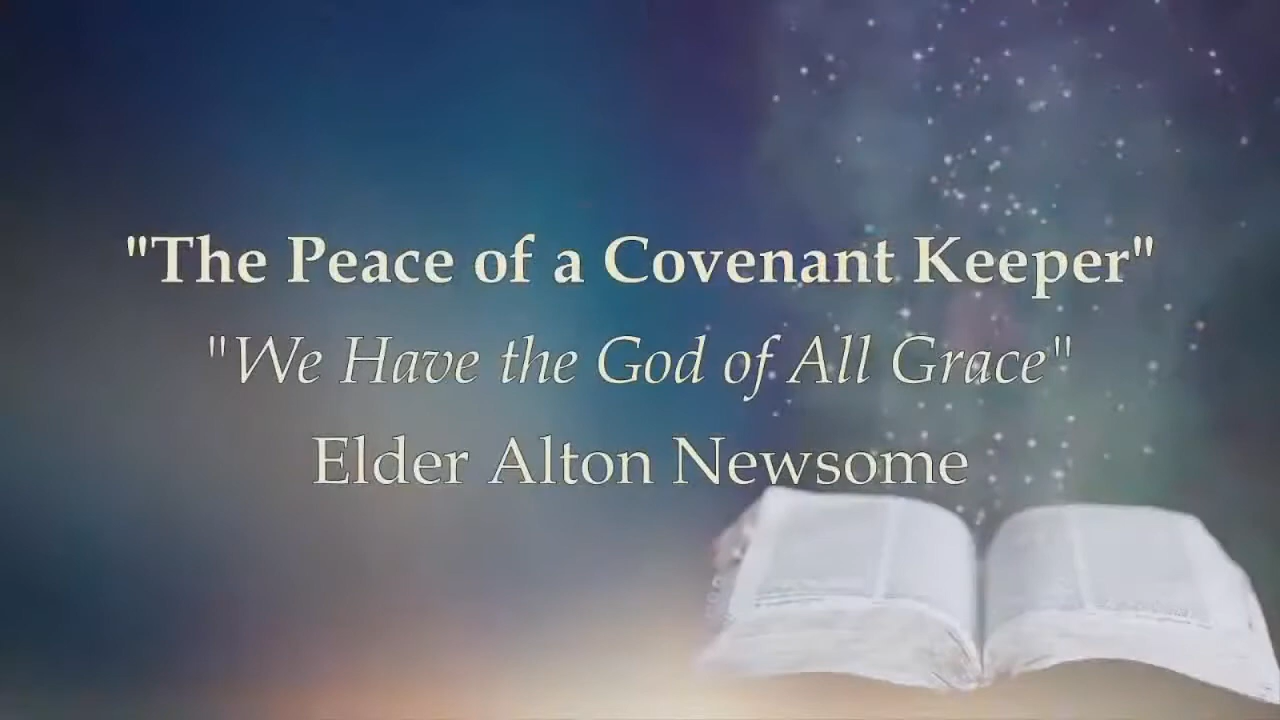 "The Peace of a Covenant Keeper"
"We Have the God of All Grace"
Elder Alton Newsome